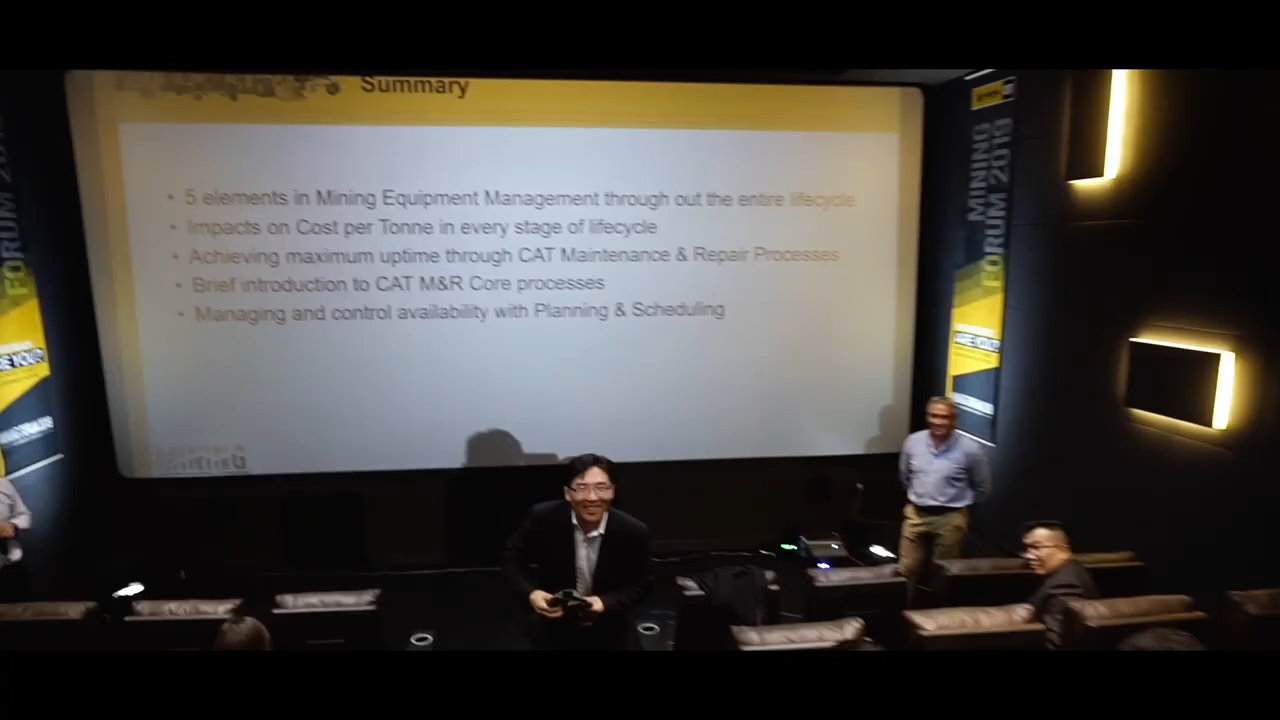 Summary
• 5 elements in Mining Equipment Management through out the entire lifecycle
• Impacts on Cost per Tonne in every stage of lifecycle
• Achieving maximum uptime through CAT Maintenance & Repair Processes
• Brief introduction to CAT M&R Core processes
• Managing and control availability with Planning & Scheduling
MINING
FORUM 2019
FORUM